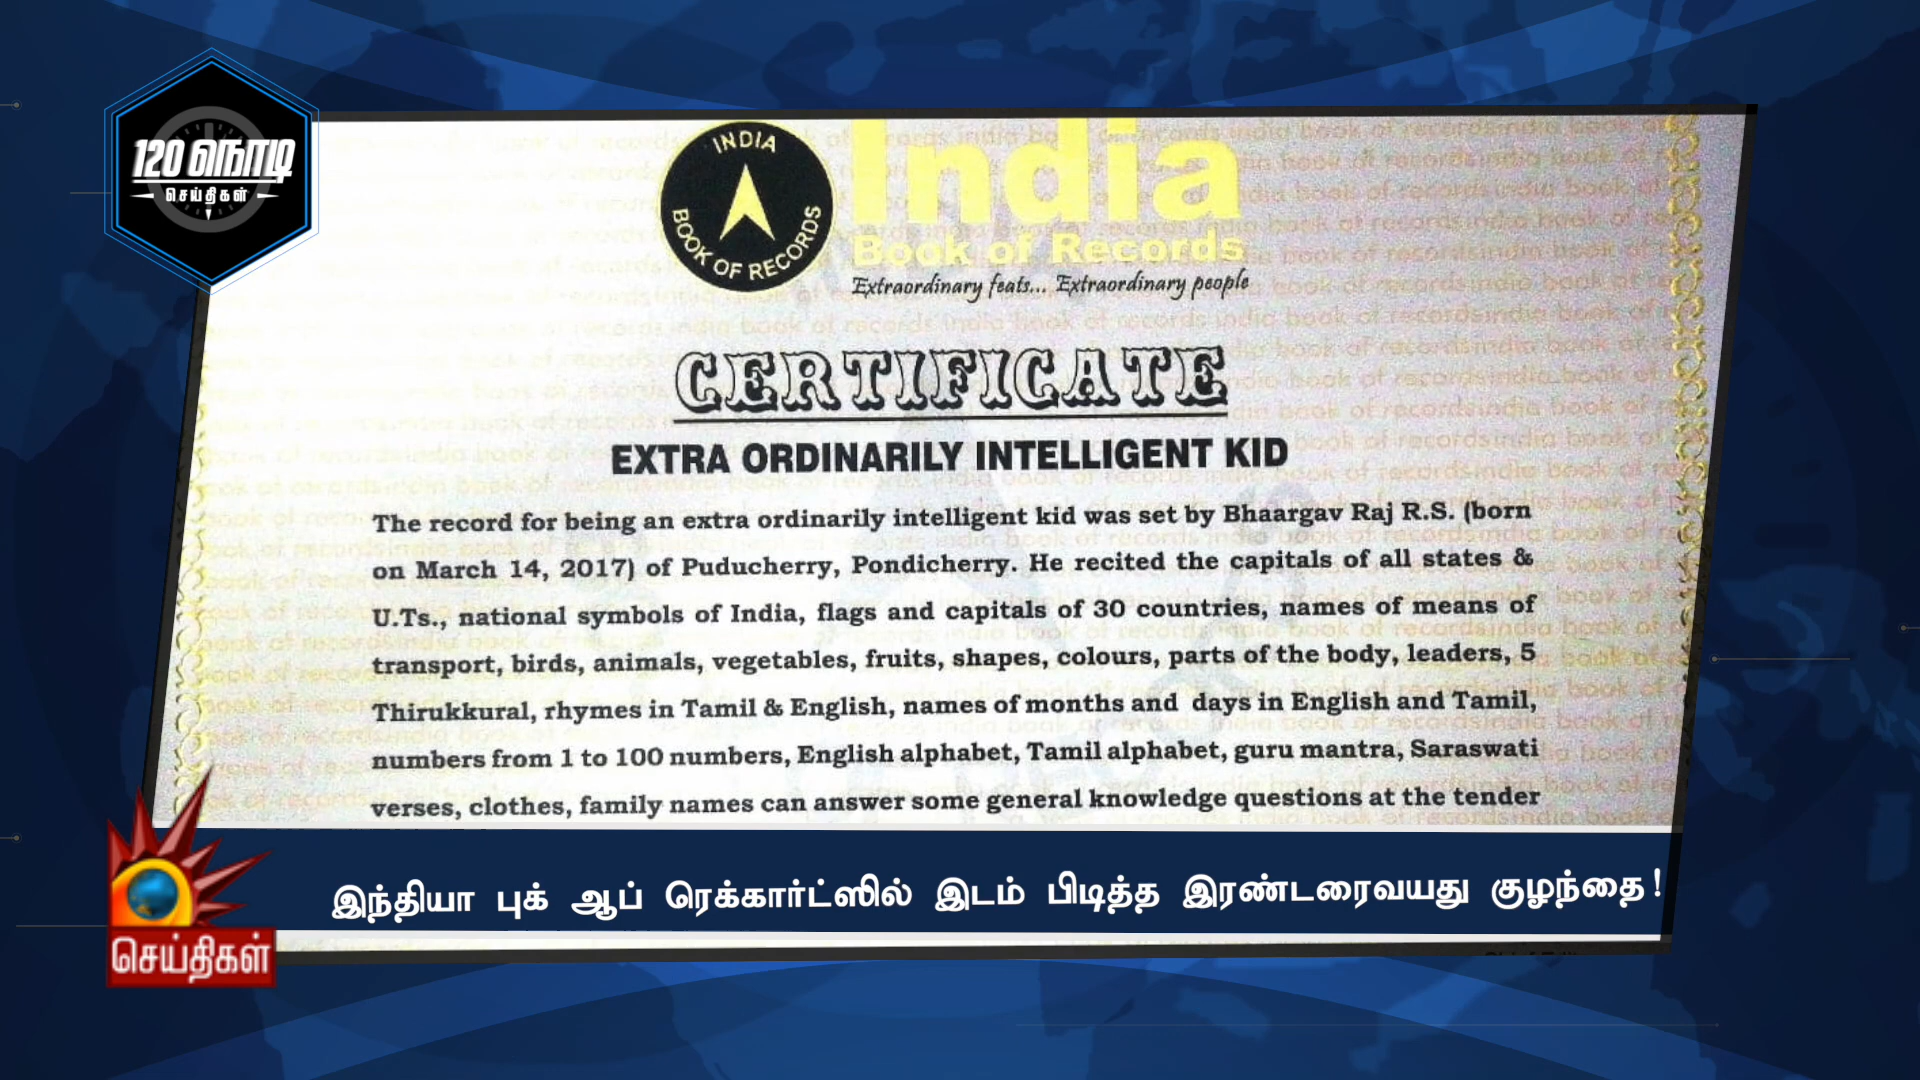 120 நொடி
செய்திகள்
INDIA
BOOK OF RECORDS
India
Book of Records
Extraordinary feats... Extraordinary people
CERTIFICATE
EXTRA ORDINARILY INTELLIGENT KID
The record for being an extra ordinarily intelligent kid was set by Bhaargav Raj R.S. (born
on March 14, 2017) of Puducherry, Pondicherry. He recited the capitals of all states &
U.Ts., national symbols of India, flags and capitals of 30 countries, names of means of
transport, birds, animals, vegetables, fruits, shapes, colours, parts of the body, leaders, 5
Thirukkural, rhymes in Tamil & English, names of months and days in English and Tamil,
numbers from 1 to 100 numbers, English alphabet, Tamil alphabet, guru mantra, Saraswati
verses, clothes, family names can answer some general knowledge questions at the tender
இந்தியா புக் ஆப் ரெக்கார்ட்ஸில் இடம் பிடித்த இரண்டரைவயது குழந்தை!
செய்திகள்